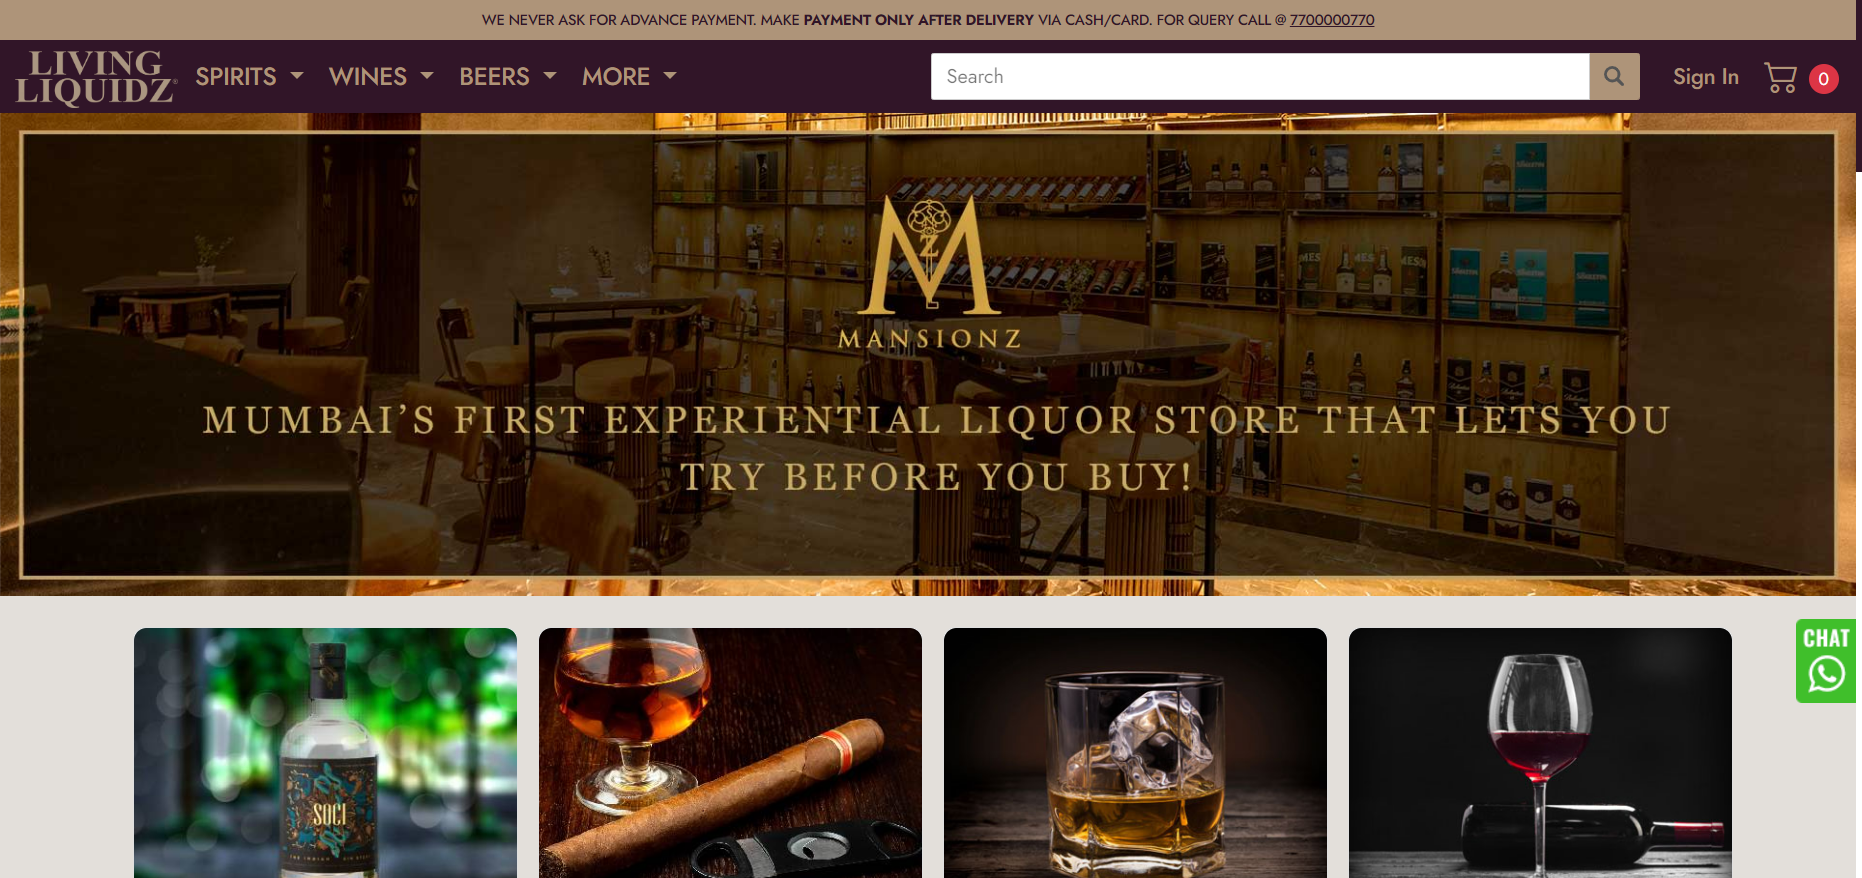 WE NEVER ASK FOR ADVANCE PAYMENT. MAKE PAYMENT ONLY AFTER DELIVERY VIA CASH/CARD. FOR QUERY CALL @ 7700000770
LIVING
LIQUIDZ
SPIRITS
WINES
BEERS
MORE
Search
Sign In
0
M
W
MANSIONZ
MUMBAI'S FIRST EXPERIENTIAL LIQUOR STORE THAT LETS YOU
TRY BEFORE YOU BUY!
CHAT
SOCI